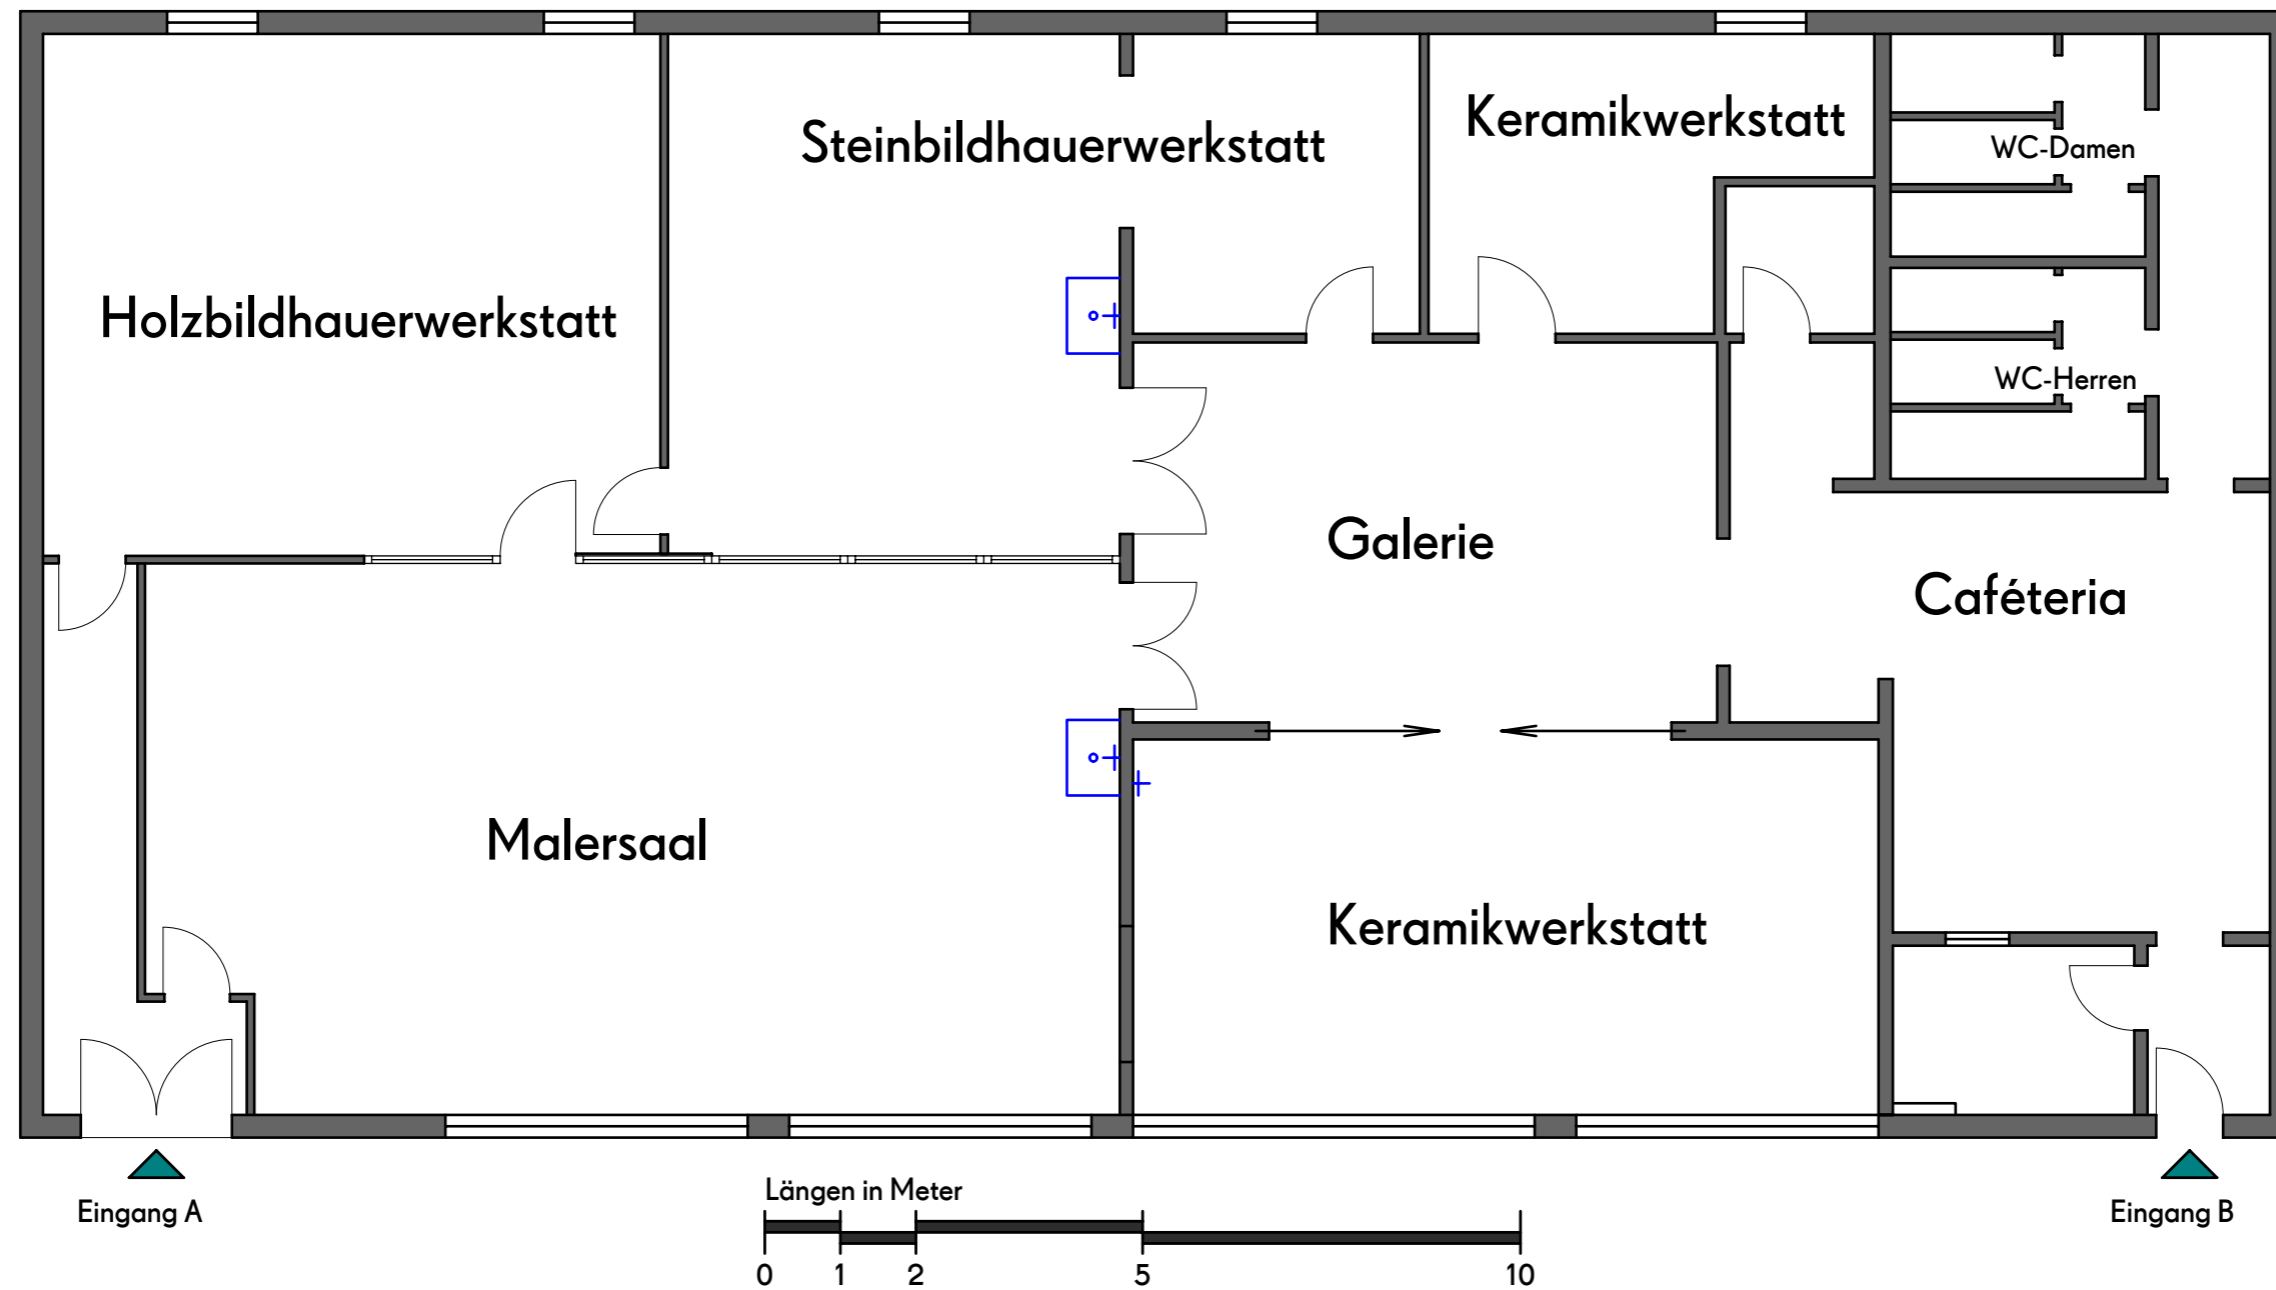 Keramikwerkstatt
Steinbildhauerwerkstatt
WC-Damen
Holzbildhauerwerkstatt
WC-Herren
Galerie
Caféteria
Malersaal
Keramikwerkstatt
Längen in Meter
Eingang A
Eingang B
0 1 2 5 10